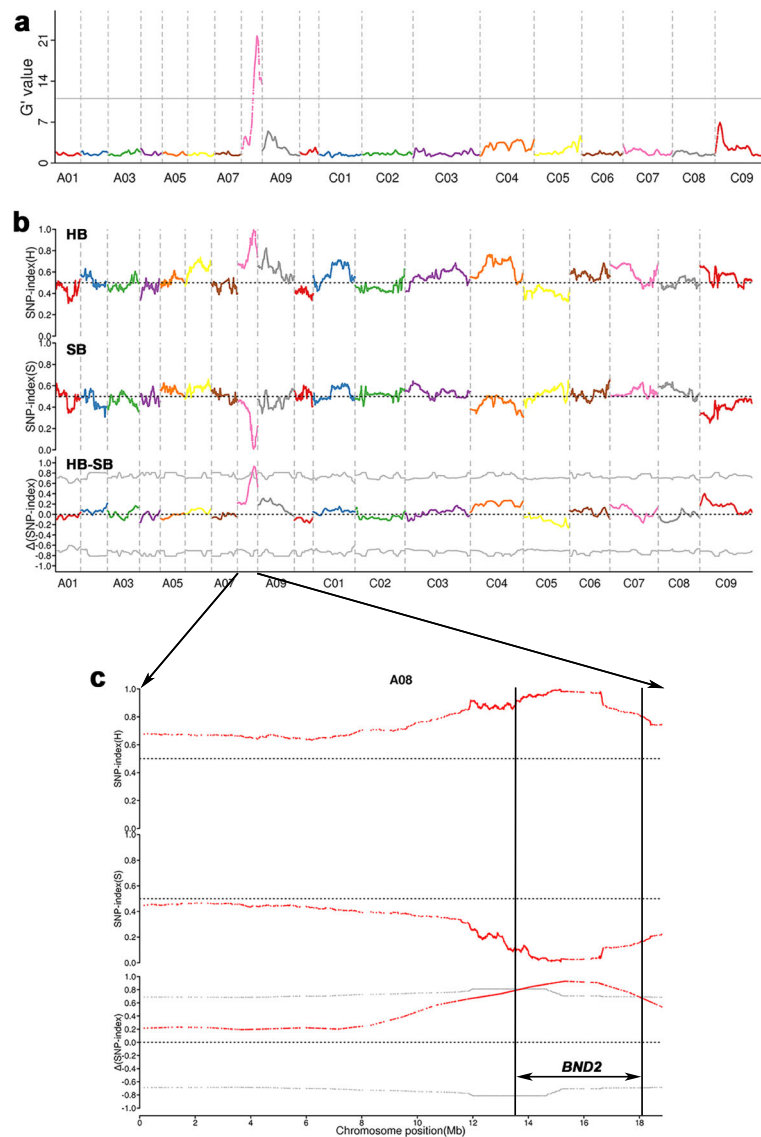 a
21
14
7
0
G' value
A01 A03 A05 A07 A09 C01 C02 C03 C04 C05 C06 C07 C08 C09
b
HB
1.0
0.8
0.6
0.4
0.2
0.0
SNP-index(H)
SB
1.0
0.8
0.6
0.4
0.2
0.0
SNP-index(S)
HB-SB
1.0
0.8
0.6
0.4
0.2
0.0
-0.2
-0.4
-0.6
-0.8
-1.0
Δ(SNP-index)
A01 A03 A05 A07 A09 C01 C02 C03 C04 C05 C06 C07 C08 C09
c
A08
1.0
0.8
0.6
0.4
0.2
0.0
SNP-index(H)
1.0
0.8
0.6
0.4
0.2
0.0
SNP-index(S)
1.0
0.8
0.6
0.4
0.2
0.0
-0.2
-0.4
-0.6
-0.8
-1.0
Δ(SNP-index)
BND2
0 2 4 6 8 10 12 14 16 18
Chromosome position(Mb)